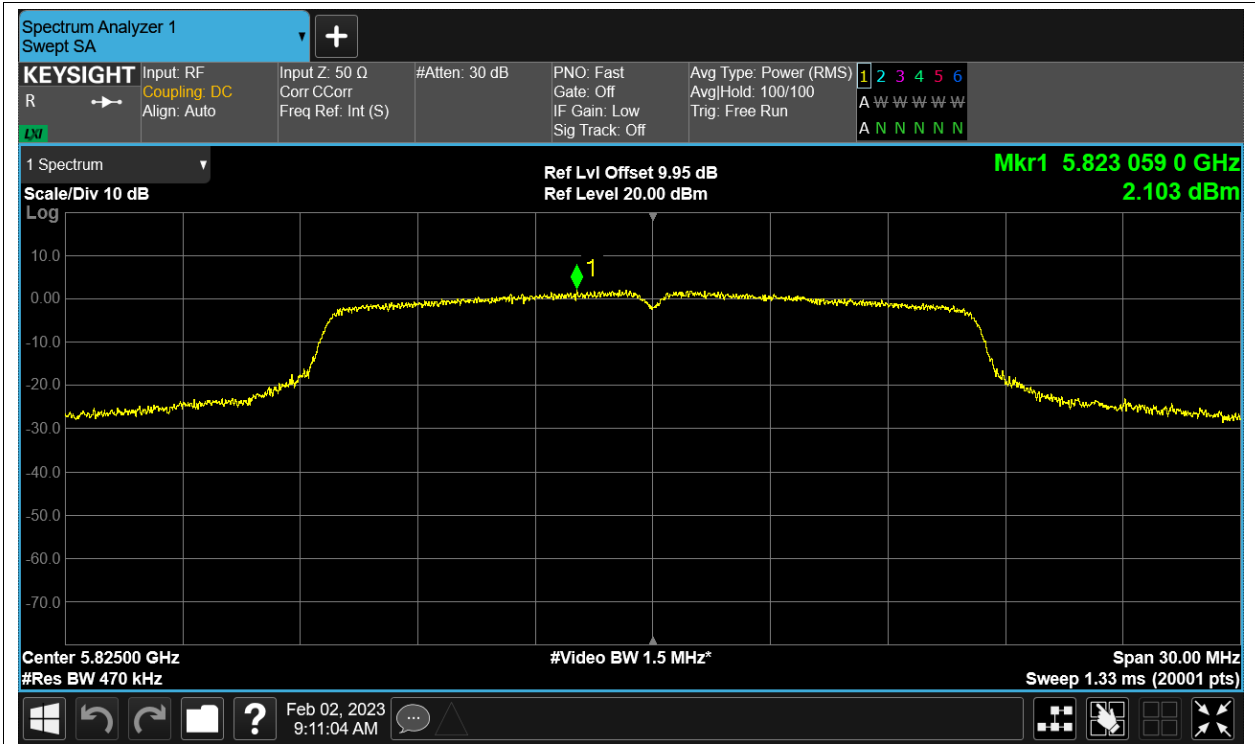 Spectrum Analyzer 1
Swept SA
+
KEYSIGHT
R
LXI
Input: RF
Coupling: DC
Align: Auto
Input Z: 50 Ω
Corr CCorr
Freq Ref: Int (S)
#Atten: 30 dB
PNO: Fast
Gate: Off
IF Gain: Low
Sig Track: Off
Avg Type: Power (RMS)
Avg|Hold: 100/100
Trig: Free Run
1 2 3 4 5 6
A W W W W W
A N N N N N
1 Spectrum
Scale/Div 10 dB
Log
Ref Lvl Offset 9.95 dB
Ref Level 20.00 dBm
Mkr1 5.823 059 0 GHz
2.103 dBm
10.0
0.00
-10.0
-20.0
-30.0
-40.0
-50.0
-60.0
-70.0
1
Center 5.82500 GHz
#Res BW 470 kHz
#Video BW 1.5 MHz*
Span 30.00 MHz
Sweep 1.33 ms (20001 pts)
?
Feb 02, 2023
9:11:04 AM